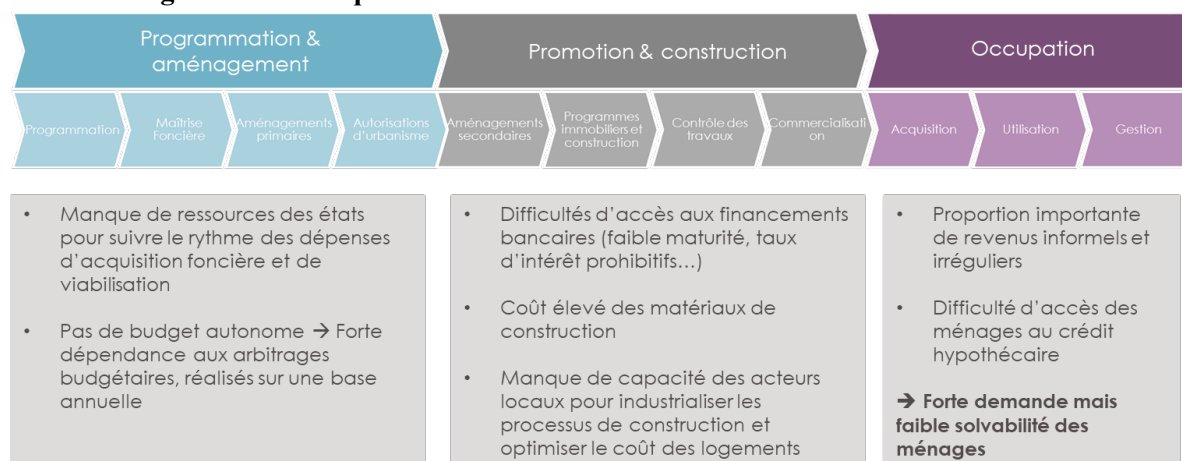 Programmation &
aménagement
Promotion & construction
Occupation
Programmation
Maîtrise
Foncière
Aménagements
primaires
Autorisations
d'urbanisme
Aménagements
secondaires
Programmes
immobiliers et
construction
Contrôle des
travaux
Commercialisati
on
Acquisition
Utilisation
Gestion
• Manque de ressources des états
pour suivre le rythme des dépenses
d'acquisition foncière et de
viabilisation
• Pas de budget autonome → Forte
dépendance aux arbitrages
budgétaires, réalisés sur une base
annuelle
• Difficultés d'accès aux financements
bancaires (faible maturité, taux
d'intérêt prohibitifs…)
• Coût élevé des matériaux de
construction
• Manque de capacité des acteurs
locaux pour industrialiser les
processus de construction et
optimiser le coût des logements
• Proportion importante
de revenus informels et
irréguliers
• Difficulté d'accès des
ménages au crédit
hypothécaire
→ Forte demande mais
faible solvabilité des
ménages